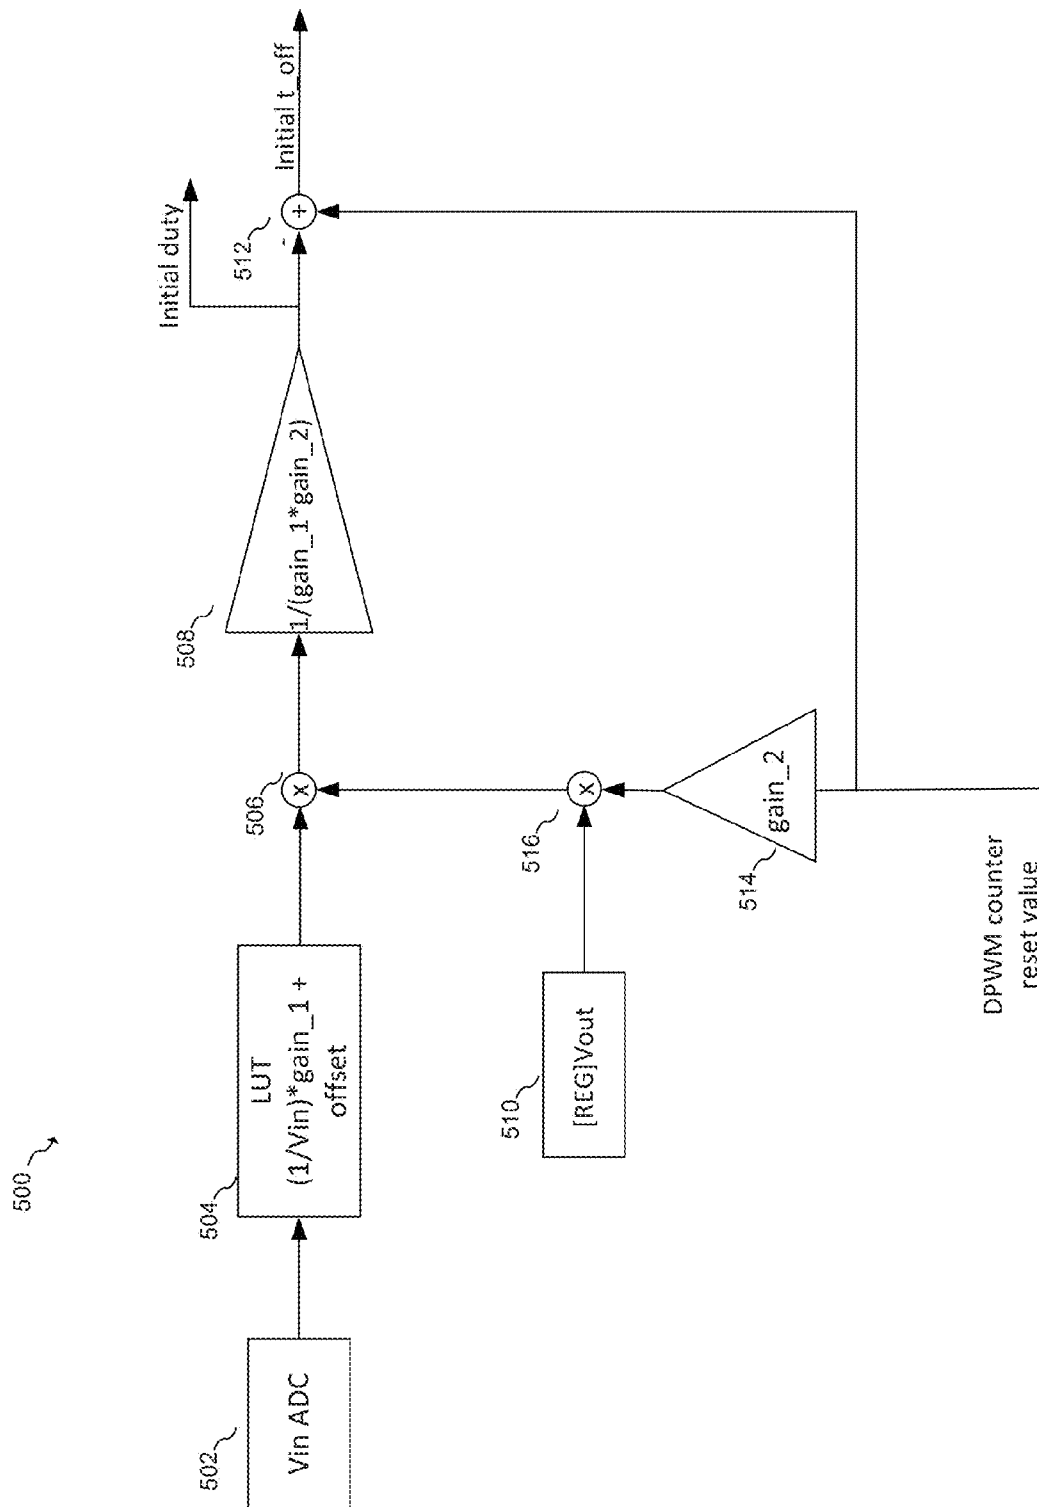 500
502
Vin ADC
504
LUT
(1/Vin)*gain_1 +
offset
506
x
508
1/(gain_1*gain_2)
Initial duty
512
-
+
Initial t_off
510
[REG]Vout
516
x
514
gain_2
DPWM counter
reset value